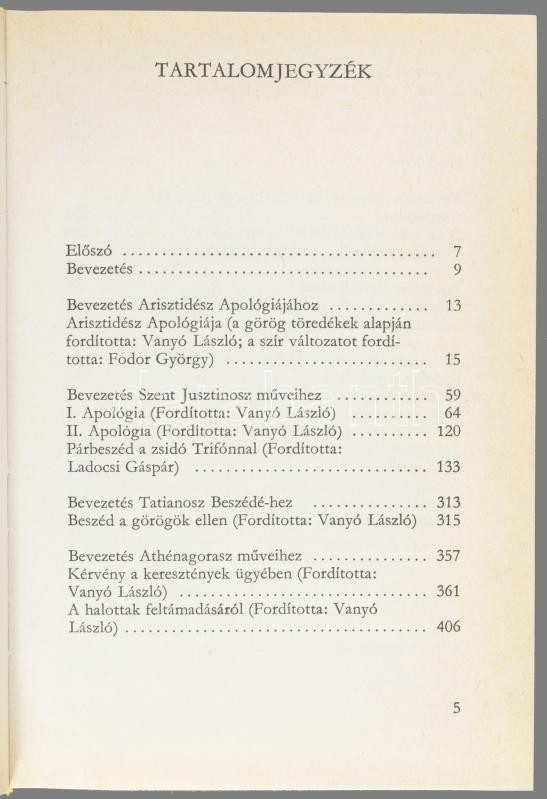 TARTALOMJEGYZÉK
Előszó ........................................ 7
Bevezetés ..................................... 9
Bevezetés Arisztidész Apológiájához ............. 13
Arisztidész Apológiája (a görög töredékek alapján
fordította: Vanyó László; a szír változatot fordí-
totta: Fodor György) .......................... 15
Bevezetés Szent Jusztinosz műveihez ............ 59
I. Apológia (Fordította: Vanyó László) .......... 64
II. Apológia (Fordította: Vanyó László) .......... 120
Párbeszéd a zsidó Trifónnal (Fordította:
Ladocsi Gáspár) .............................. 133
Bevezetés Tatianosz Beszédé-hez ............... 313
Beszéd a görögök ellen (Fordította: Vanyó László) 315
Bevezetés Athénagorasz műveihez ............... 357
Kérvény a keresztények ügyében (Fordította:
Vanyó László) ................................ 361
A halottak feltámadásáról (Fordította: Vanyó
László) ....................................... 406
5